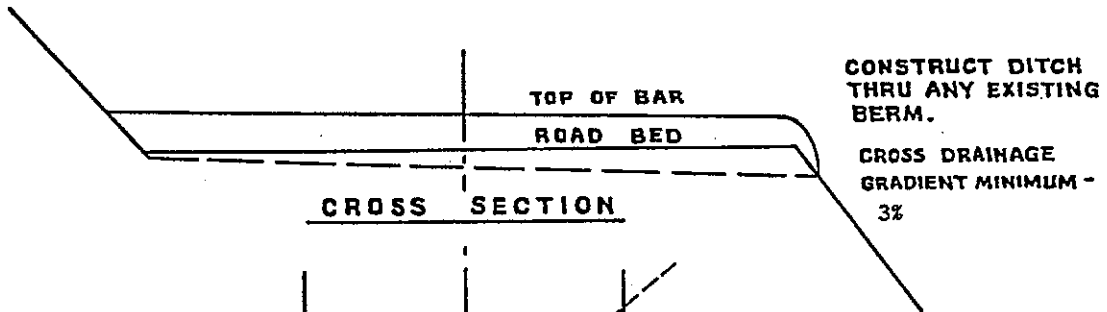 TOP OF BAR
ROAD BED
CROSS SECTION
CONSTRUCT DITCH
THRU ANY EXISTING
BERM.
CROSS DRAINAGE
GRADIENT MINIMUM -
3%